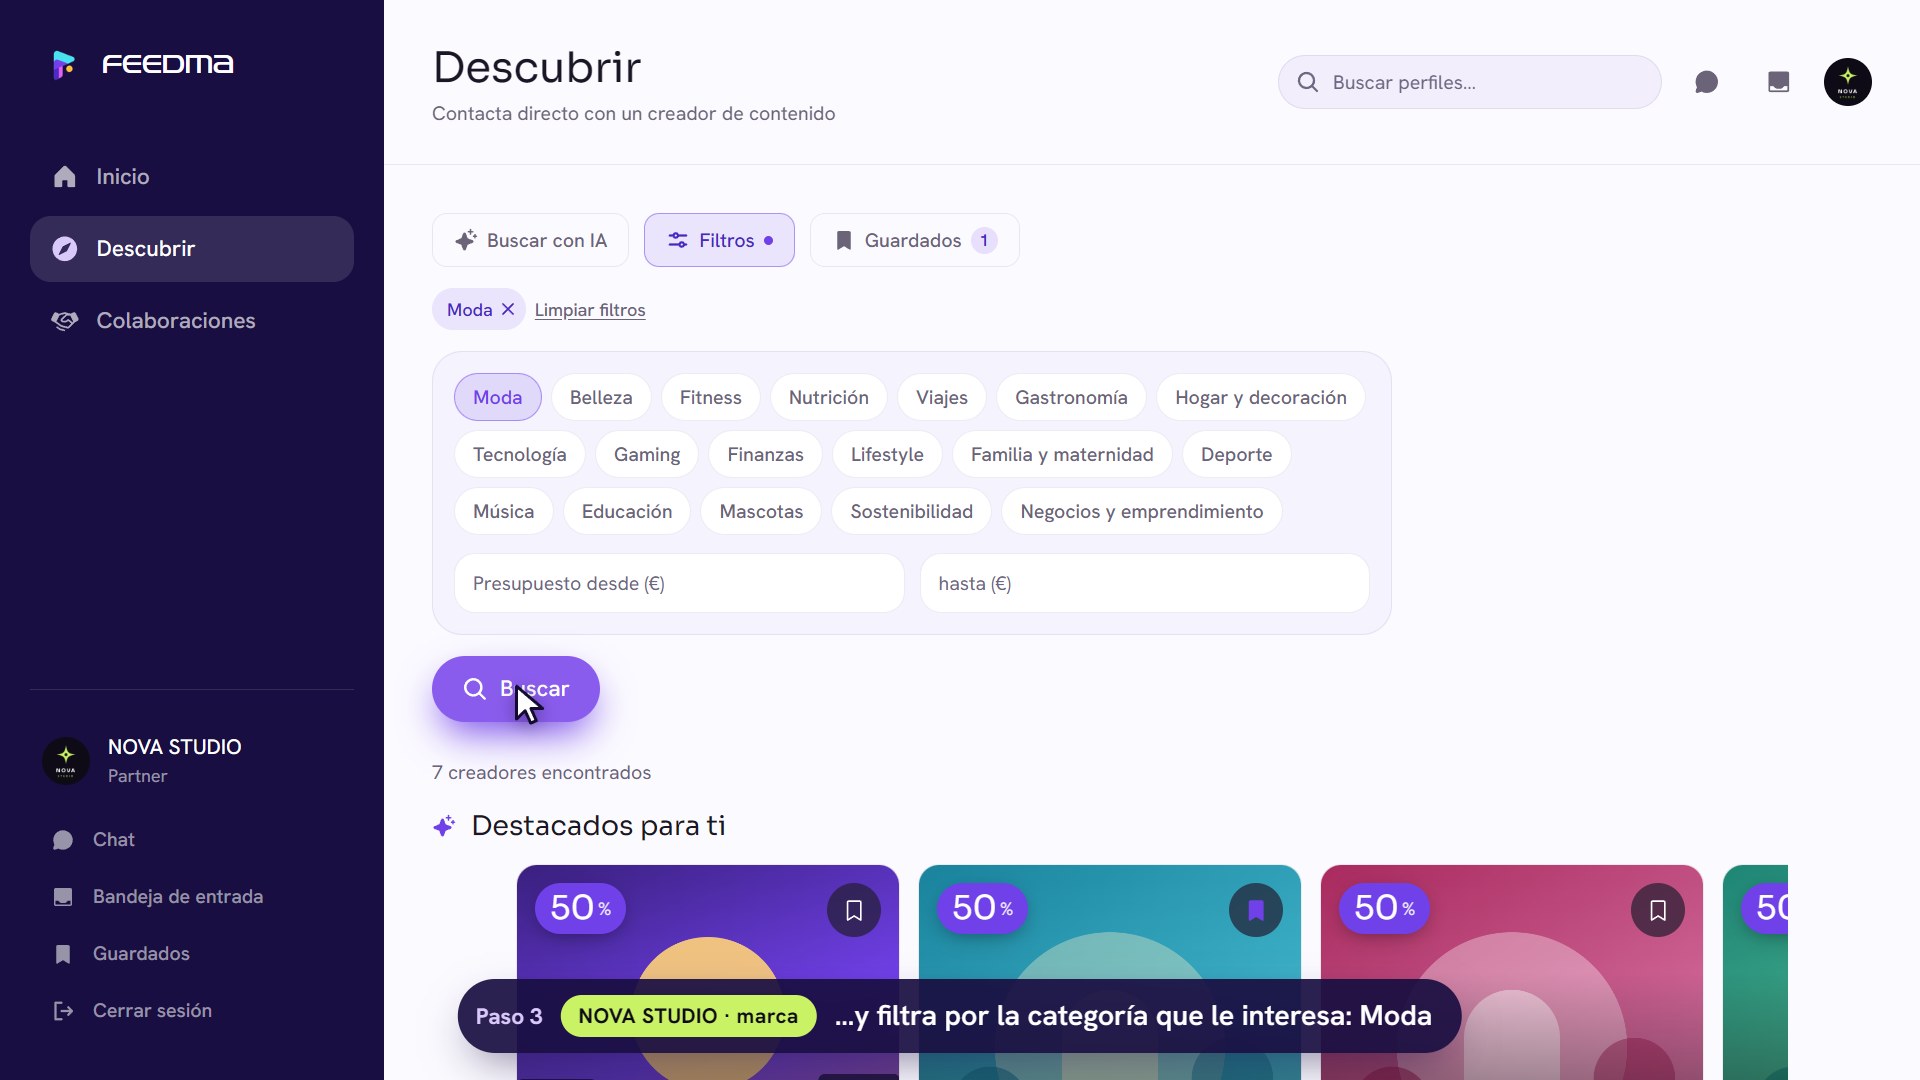 FEEDMA
Inicio
Descubrir
Colaboraciones
NOVA STUDIO
Partner
Chat
Bandeja de entrada
Guardados
Cerrar sesión
Descubrir
Contacta directo con un creador de contenido
Buscar perfiles...
NOVA
Buscar con IA
Filtros
Guardados 1
Moda
Limpiar filtros
Moda Belleza Fitness Nutrición Viajes Gastronomía Hogar y decoración
Tecnología Gaming Finanzas Lifestyle Familia y maternidad Deporte
Música Educación Mascotas Sostenibilidad Negocios y emprendimiento
Presupuesto desde (€) hasta (€)
Buscar
7 creadores encontrados
Destacados para ti
50% 50% 50% 50
Paso 3 NOVA STUDIO · marca ...y filtra por la categoría que le interesa: Moda